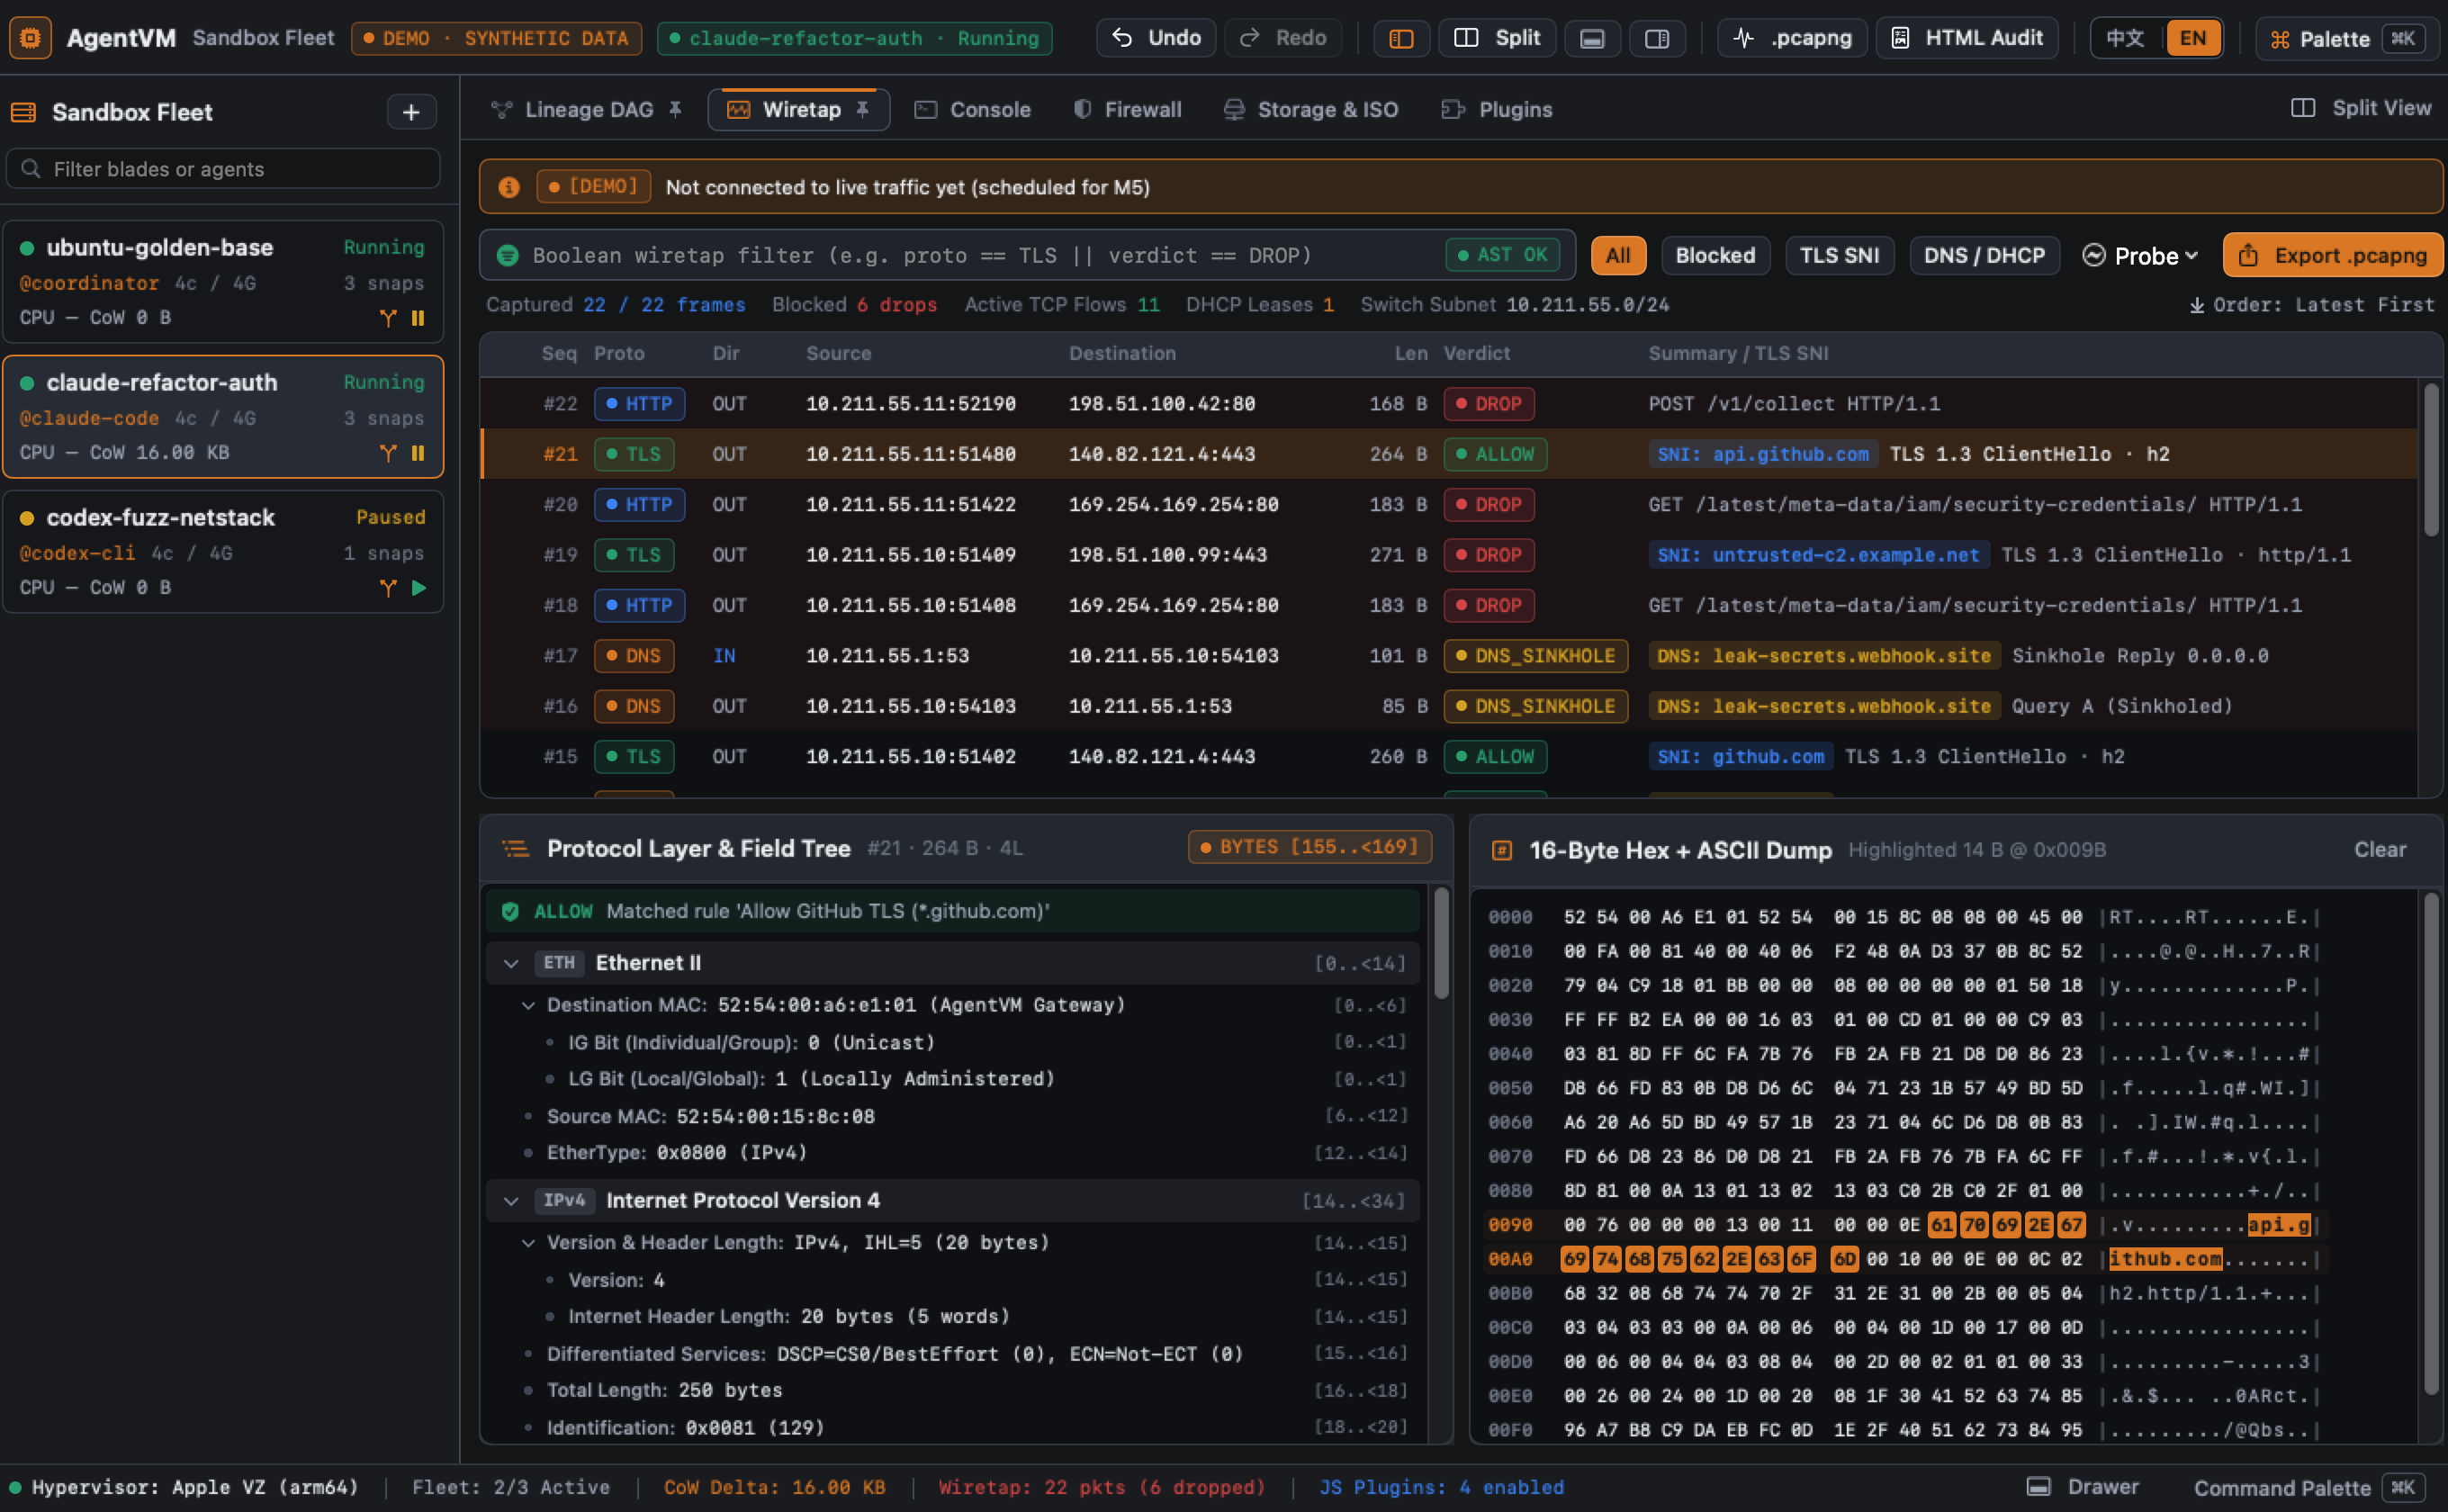 AgentVM Sandbox Fleet DEMO · SYNTHETIC DATA claude-refactor-auth · Running Undo Redo Split .pcapng HTML Audit 中文 EN Palette ⌘K
Sandbox Fleet +
Filter blades or agents
ubuntu-golden-base Running
@coordinator 4c / 4G 3 snaps
CPU — CoW 0 B
claude-refactor-auth Running
@claude-code 4c / 4G 3 snaps
CPU — CoW 16.00 KB
codex-fuzz-netstack Paused
@codex-cli 4c / 4G 1 snaps
CPU — CoW 0 B
Lineage DAG Wiretap Console Firewall Storage & ISO Plugins Split View
[DEMO] Not connected to live traffic yet (scheduled for M5)
Boolean wiretap filter (e.g. proto == TLS || verdict == DROP) AST OK All Blocked TLS SNI DNS / DHCP Probe Export .pcapng
Captured 22 / 22 frames Blocked 6 drops Active TCP Flows 11 DHCP Leases 1 Switch Subnet 10.211.55.0/24 Order: Latest First
Seq Proto Dir Source Destination Len Verdict Summary / TLS SNI
#22 HTTP OUT 10.211.55.11:52190 198.51.100.42:80 168 B DROP POST /v1/collect HTTP/1.1
#21 TLS OUT 10.211.55.11:51480 140.82.121.4:443 264 B ALLOW SNI: api.github.com TLS 1.3 ClientHello · h2
#20 HTTP OUT 10.211.55.11:51422 169.254.169.254:80 183 B DROP GET /latest/meta-data/iam/security-credentials/ HTTP/1.1
#19 TLS OUT 10.211.55.11:51409 198.51.100.99:443 271 B DROP SNI: untrusted-c2.example.net TLS 1.3 ClientHello · http/1.1
#18 HTTP OUT 10.211.55.10:51408 169.254.169.254:80 183 B DROP GET /latest/meta-data/iam/security-credentials/ HTTP/1.1
#17 DNS IN 10.211.55.1:53 10.211.55.10:54103 101 B DNS_SINKHOLE DNS: leak-secrets.webhook.site Sinkhole Reply 0.0.0.0
#16 DNS OUT 10.211.55.10:54103 10.211.55.1:53 85 B DNS_SINKHOLE DNS: leak-secrets.webhook.site Query A (Sinkholed)
#15 TLS OUT 10.211.55.10:51402 140.82.121.4:443 260 B ALLOW SNI: github.com TLS 1.3 ClientHello · h2
Protocol Layer & Field Tree #21 · 264 B · 4L BYTES [155..<169]
ALLOW Matched rule 'Allow GitHub TLS (*.github.com)'
ETH Ethernet II [0..<14]
Destination MAC: 52:54:00:a6:e1:01 (AgentVM Gateway) [0..<6]
IG Bit (Individual/Group): 0 (Unicast) [0..<1]
LG Bit (Local/Global): 1 (Locally Administered) [0..<1]
Source MAC: 52:54:00:15:8c:08 [6..<12]
EtherType: 0x0800 (IPv4) [12..<14]
IPv4 Internet Protocol Version 4 [14..<34]
Version & Header Length: IPv4, IHL=5 (20 bytes) [14..<15]
Version: 4 [14..<15]
Internet Header Length: 20 bytes (5 words) [14..<15]
Differentiated Services: DSCP=CS0/BestEffort (0), ECN=Not-ECT (0) [15..<16]
Total Length: 250 bytes [16..<18]
Identification: 0x0081 (129) [18..<20]
16-Byte Hex + ASCII Dump Highlighted 14 B @ 0x009B Clear
0000 52 54 00 A6 E1 01 52 54 00 15 8C 08 08 00 45 00 |RT....RT......E.|
0010 00 FA 00 81 40 00 40 06 F2 48 0A D3 37 0B 8C 52 |....@.@..H..7..R|
0020 79 04 C9 18 01 BB 00 00 08 00 00 00 00 01 50 18 |y.............P.|
0030 FF FF B2 EA 00 00 16 03 01 00 CD 01 00 00 C9 03 |................|
0040 03 81 8D FF 6C FA 7B 76 FB 2A FB 21 D8 D0 86 23 |....l.{v.*.!...#|
0050 D8 66 FD 83 0B D8 D6 6C 04 71 23 1B 57 49 BD 5D |.f.....l.q#.WI.]|
0060 A6 20 A6 5D BD 49 57 1B 23 71 04 6C D6 D8 0B 83 |. .].IW.#q.l....|
0070 FD 66 D8 23 86 D0 D8 21 FB 2A FB 76 7B FA 6C FF |.f.#...!.*.v{.l.|
0080 8D 81 00 0A 13 01 13 02 13 03 C0 2B C0 2F 01 00 |...........+./..|
0090 00 76 00 00 00 13 00 11 00 00 0E 61 70 69 2E 67 |.v.........api.g|
00A0 69 74 68 75 62 2E 63 6F 6D 00 10 00 0E 00 0C 02 |ithub.com.......|
00B0 68 32 08 68 74 74 70 2F 31 2E 31 00 2B 00 05 04 |h2.http/1.1.+...|
00C0 03 04 03 03 00 0A 00 06 00 04 00 1D 00 17 00 0D |................|
00D0 00 06 00 04 04 03 08 04 00 2D 00 02 01 01 00 33 |.........-.....3|
00E0 00 26 00 24 00 1D 00 20 08 1F 30 41 52 63 74 85 |.&.$... ..0ARct.|
00F0 96 A7 B8 C9 DA EB FC 0D 1E 2F 40 51 62 73 84 95 |........./@Qbs..|
Hypervisor: Apple VZ (arm64) Fleet: 2/3 Active CoW Delta: 16.00 KB Wiretap: 22 pkts (6 dropped) JS Plugins: 4 enabled Drawer Command Palette ⌘K